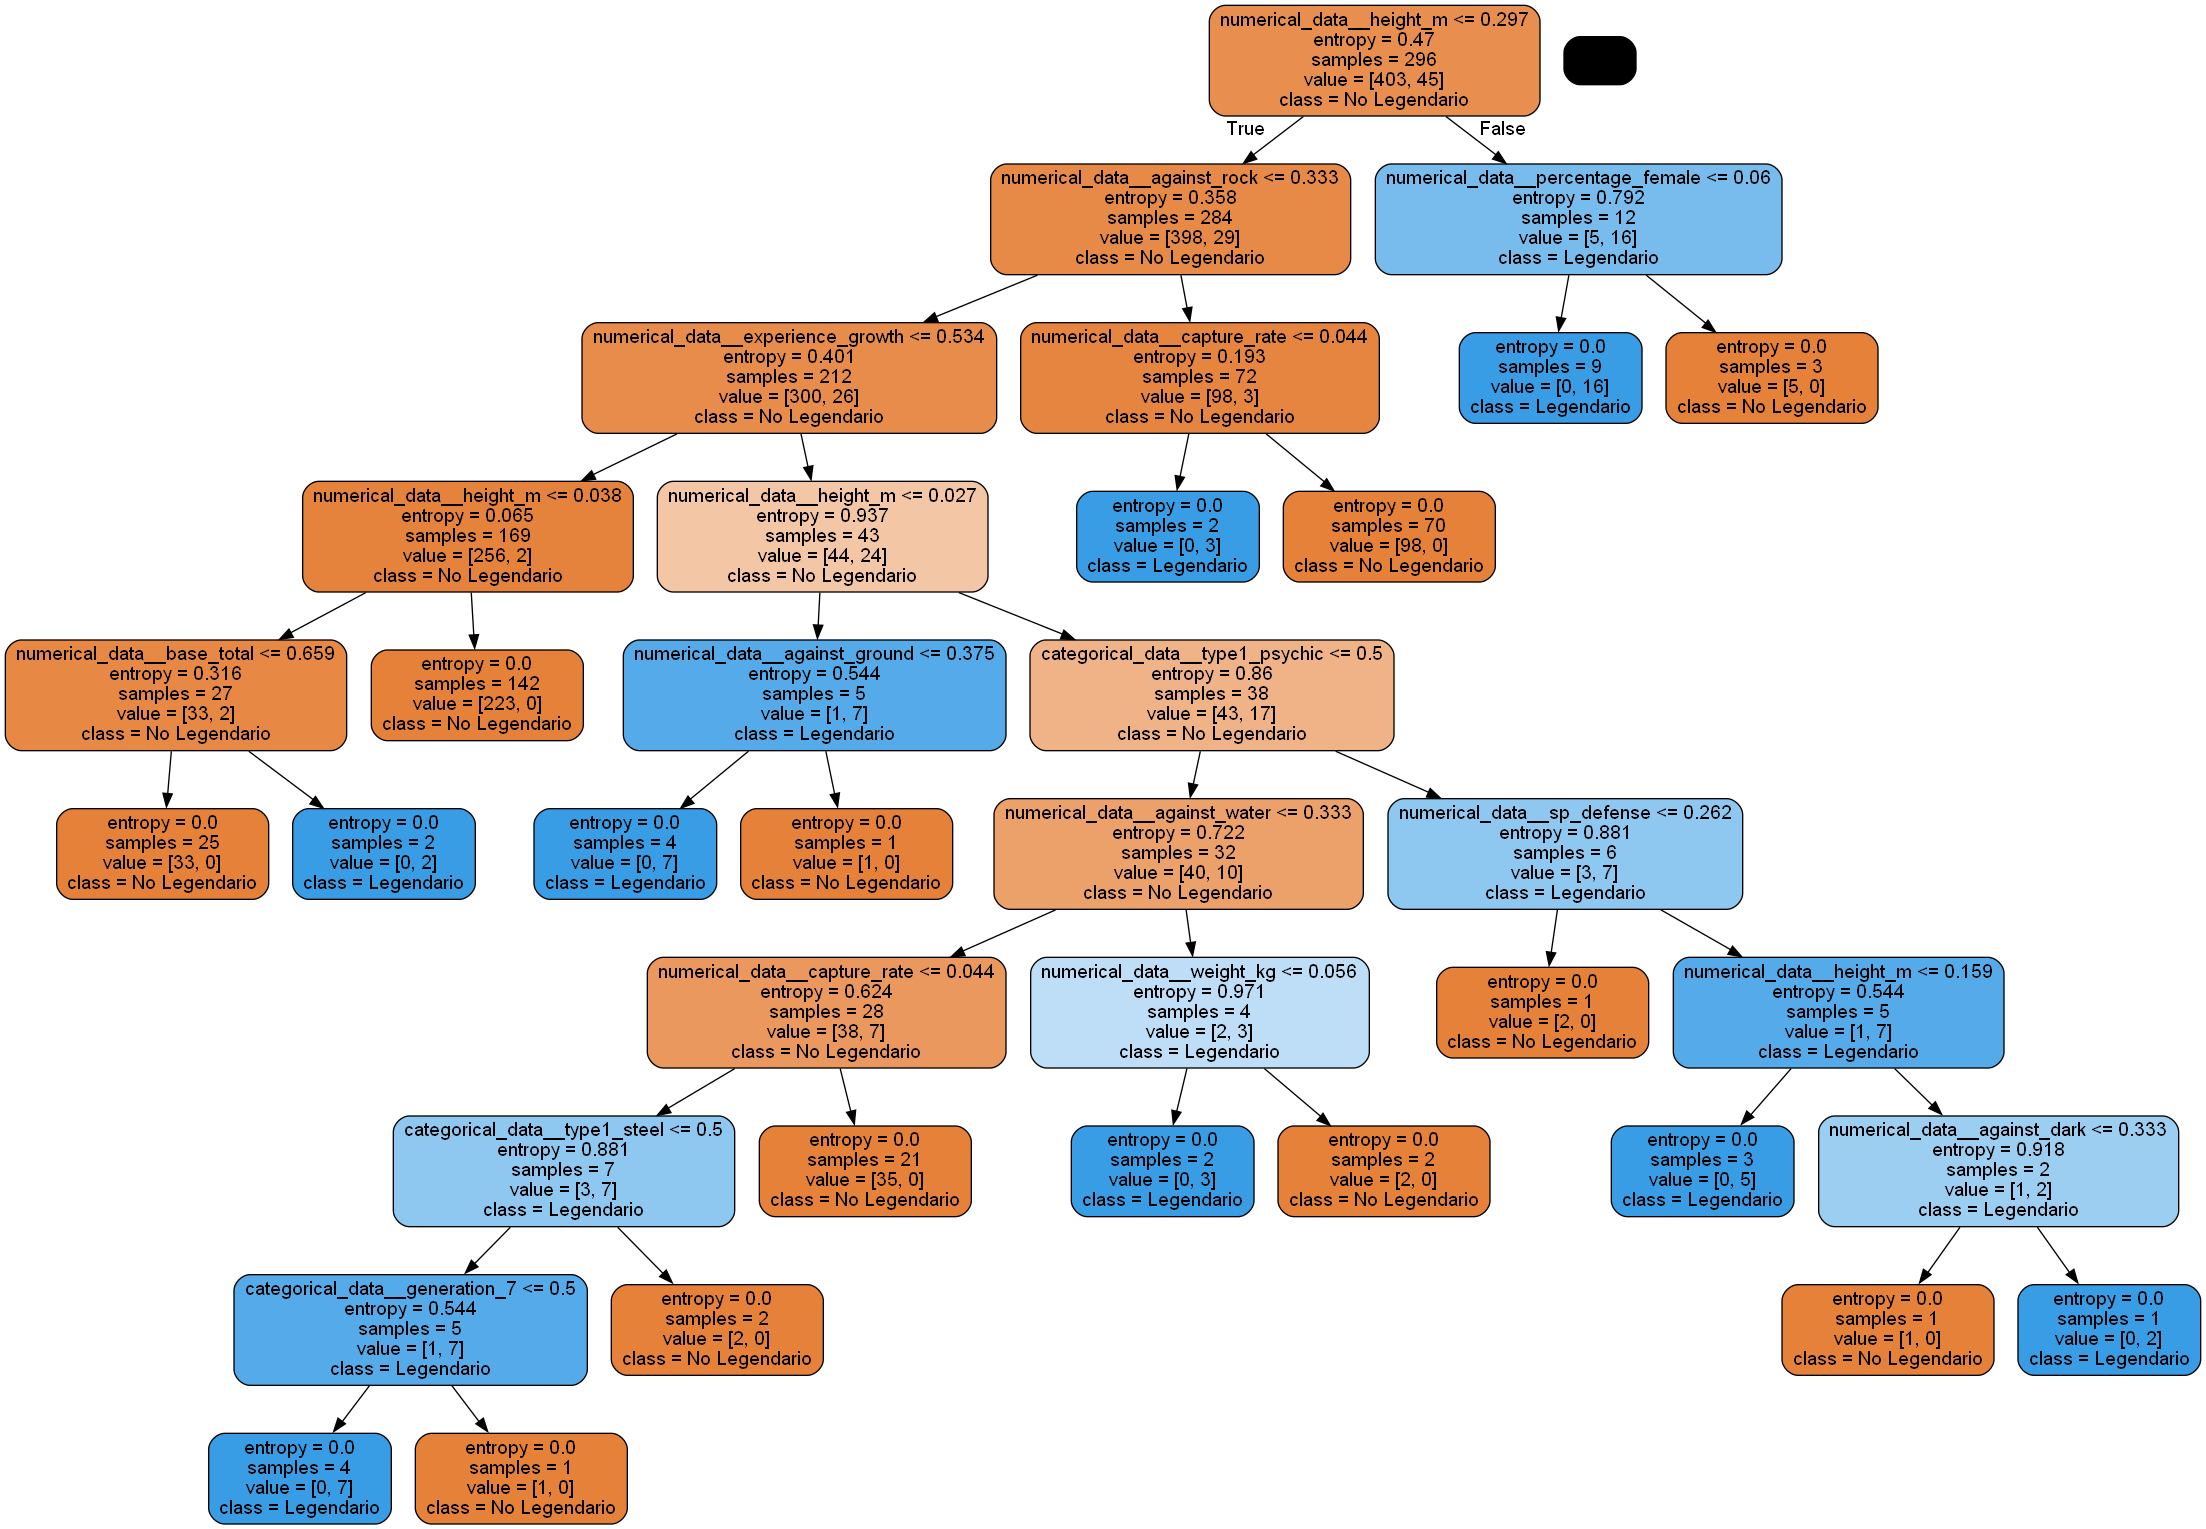 numerical_data__height_m <= 0.297
entropy = 0.47
samples = 296
value = [403, 45]
class = No Legendario
True
False
numerical_data__against_rock <= 0.333
entropy = 0.358
samples = 284
value = [398, 29]
class = No Legendario
numerical_data__percentage_female <= 0.06
entropy = 0.792
samples = 12
value = [5, 16]
class = Legendario
numerical_data__experience_growth <= 0.534
entropy = 0.401
samples = 212
value = [300, 26]
class = No Legendario
numerical_data__capture_rate <= 0.044
entropy = 0.193
samples = 72
value = [98, 3]
class = No Legendario
entropy = 0.0
samples = 9
value = [0, 16]
class = Legendario
entropy = 0.0
samples = 3
value = [5, 0]
class = No Legendario
numerical_data__height_m <= 0.038
entropy = 0.065
samples = 169
value = [256, 2]
class = No Legendario
numerical_data__height_m <= 0.027
entropy = 0.937
samples = 43
value = [44, 24]
class = No Legendario
entropy = 0.0
samples = 2
value = [0, 3]
class = Legendario
entropy = 0.0
samples = 70
value = [98, 0]
class = No Legendario
numerical_data__base_total <= 0.659
entropy = 0.316
samples = 27
value = [33, 2]
class = No Legendario
entropy = 0.0
samples = 142
value = [223, 0]
class = No Legendario
numerical_data__against_ground <= 0.375
entropy = 0.544
samples = 5
value = [1, 7]
class = Legendario
categorical_data__type1_psychic <= 0.5
entropy = 0.86
samples = 38
value = [43, 17]
class = No Legendario
entropy = 0.0
samples = 25
value = [33, 0]
class = No Legendario
entropy = 0.0
samples = 2
value = [0, 2]
class = Legendario
entropy = 0.0
samples = 4
value = [0, 7]
class = Legendario
entropy = 0.0
samples = 1
value = [1, 0]
class = No Legendario
numerical_data__against_water <= 0.333
entropy = 0.722
samples = 32
value = [40, 10]
class = No Legendario
numerical_data__sp_defense <= 0.262
entropy = 0.881
samples = 6
value = [3, 7]
class = Legendario
numerical_data__capture_rate <= 0.044
entropy = 0.624
samples = 28
value = [38, 7]
class = No Legendario
numerical_data__weight_kg <= 0.056
entropy = 0.971
samples = 4
value = [2, 3]
class = Legendario
entropy = 0.0
samples = 1
value = [2, 0]
class = No Legendario
numerical_data__height_m <= 0.159
entropy = 0.544
samples = 5
value = [1, 7]
class = Legendario
categorical_data__type1_steel <= 0.5
entropy = 0.881
samples = 7
value = [3, 7]
class = Legendario
entropy = 0.0
samples = 21
value = [35, 0]
class = No Legendario
entropy = 0.0
samples = 2
value = [0, 3]
class = Legendario
entropy = 0.0
samples = 2
value = [2, 0]
class = No Legendario
entropy = 0.0
samples = 3
value = [0, 5]
class = Legendario
numerical_data__against_dark <= 0.333
entropy = 0.918
samples = 2
value = [1, 2]
class = Legendario
categorical_data__generation_7 <= 0.5
entropy = 0.544
samples = 5
value = [1, 7]
class = Legendario
entropy = 0.0
samples = 2
value = [2, 0]
class = No Legendario
entropy = 0.0
samples = 1
value = [1, 0]
class = No Legendario
entropy = 0.0
samples = 1
value = [0, 2]
class = Legendario
entropy = 0.0
samples = 4
value = [0, 7]
class = Legendario
entropy = 0.0
samples = 1
value = [1, 0]
class = No Legendario